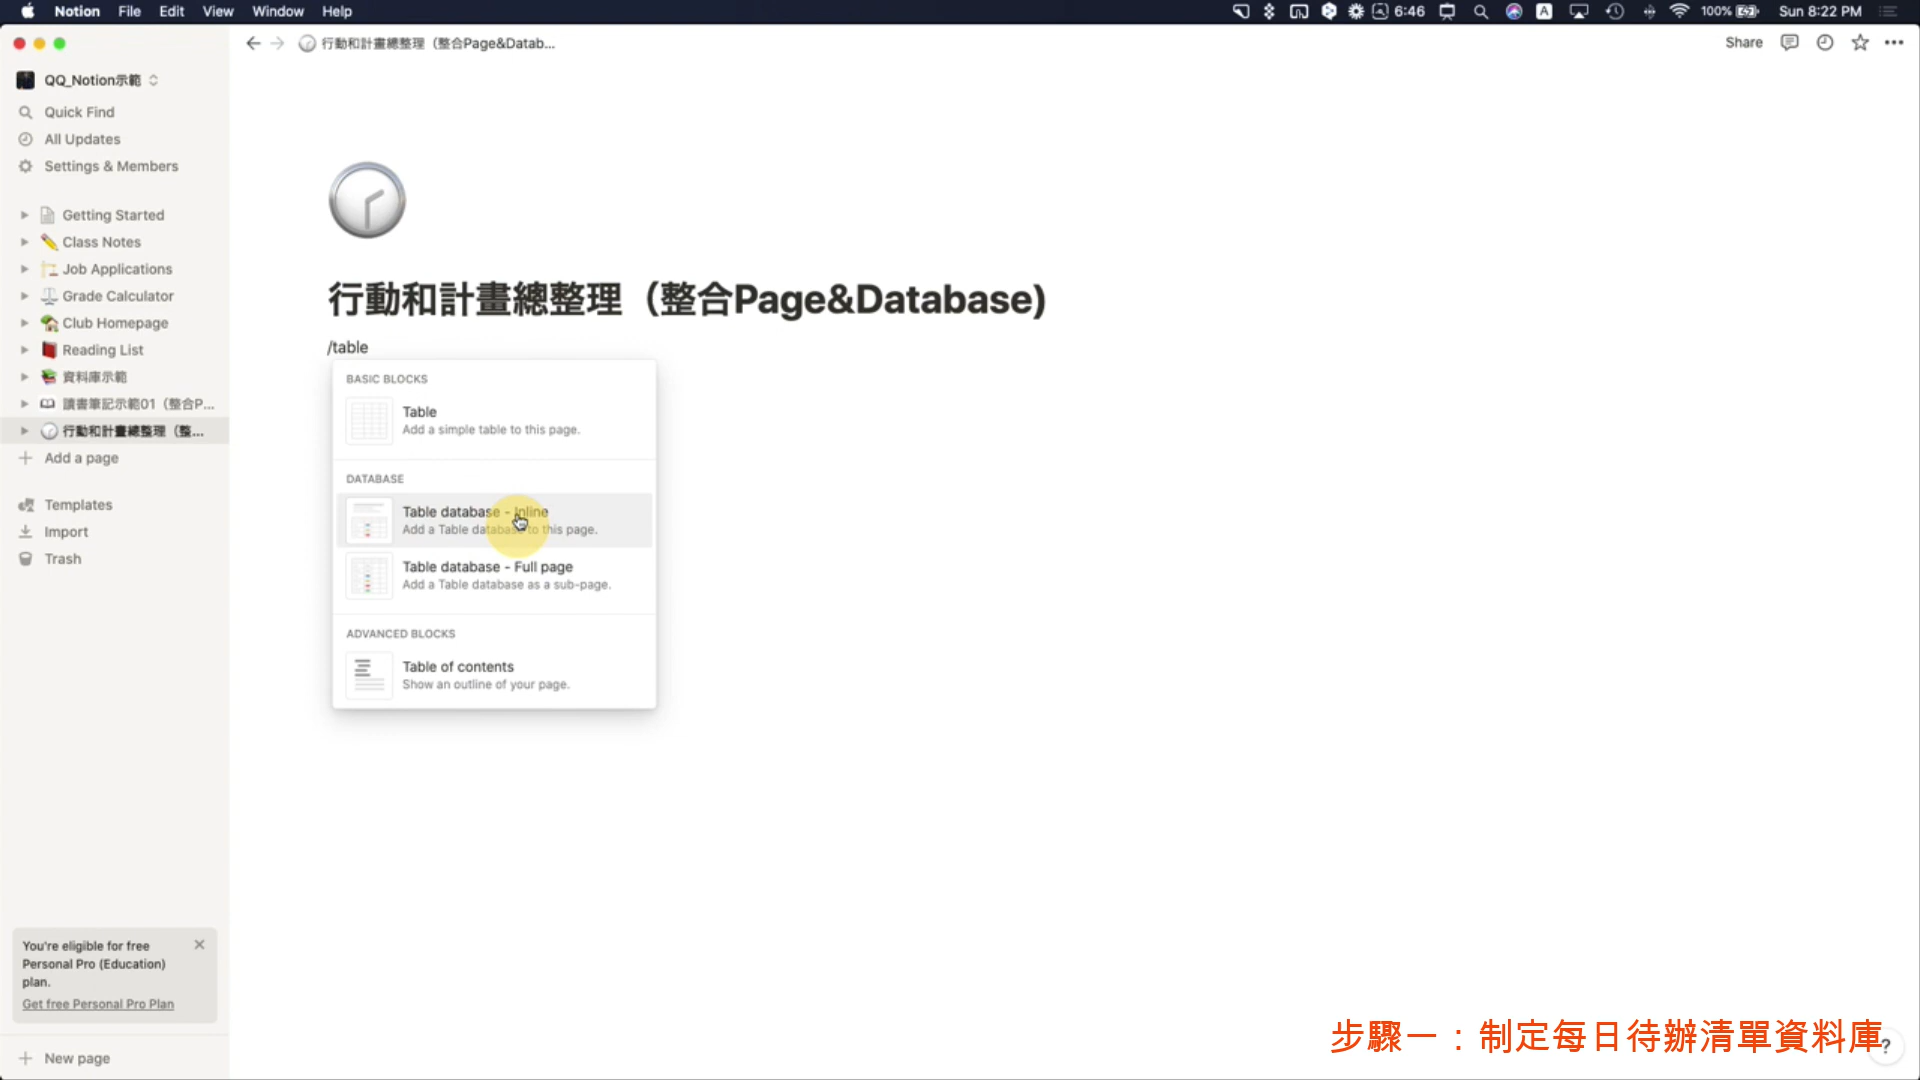 Notion File Edit View Window Help
6:46 100% Sun 8:22 PM
行動和計畫總整理（整合Page&Datab...
Share
QQ_Notion示範
Quick Find
All Updates
Settings & Members
Getting Started
Class Notes
Job Applications
Grade Calculator
Club Homepage
Reading List
資料庫示範
讀書筆記示範01（整合P...
行動和計畫總整理（整...
Add a page
Templates
Import
Trash
You're eligible for free
Personal Pro (Education)
plan.
Get free Personal Pro Plan
New page
行動和計畫總整理（整合Page&Database)
/table
BASIC BLOCKS
Table
Add a simple table to this page.
DATABASE
Table database - Inline
Add a Table database to this page.
Table database - Full page
Add a Table database as a sub-page.
ADVANCED BLOCKS
Table of contents
Show an outline of your page.
步驟一：制定每日待辦清單資料庫
?